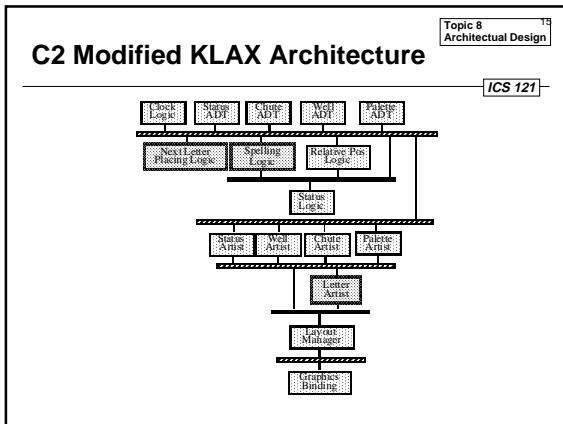 Topic 8
Architectual Design
15
C2 Modified KLAX Architecture
ICS 121
Clock Logic
Status ADT
Chute ADT
Well ADT
Palette ADT
Next Letter Placing Logic
Spelling Logic
Relative Pos Logic
Status Logic
Status Artist
Well Artist
Chute Artist
Palette Artist
Letter Artist
Layout Manager
Graphics Binding